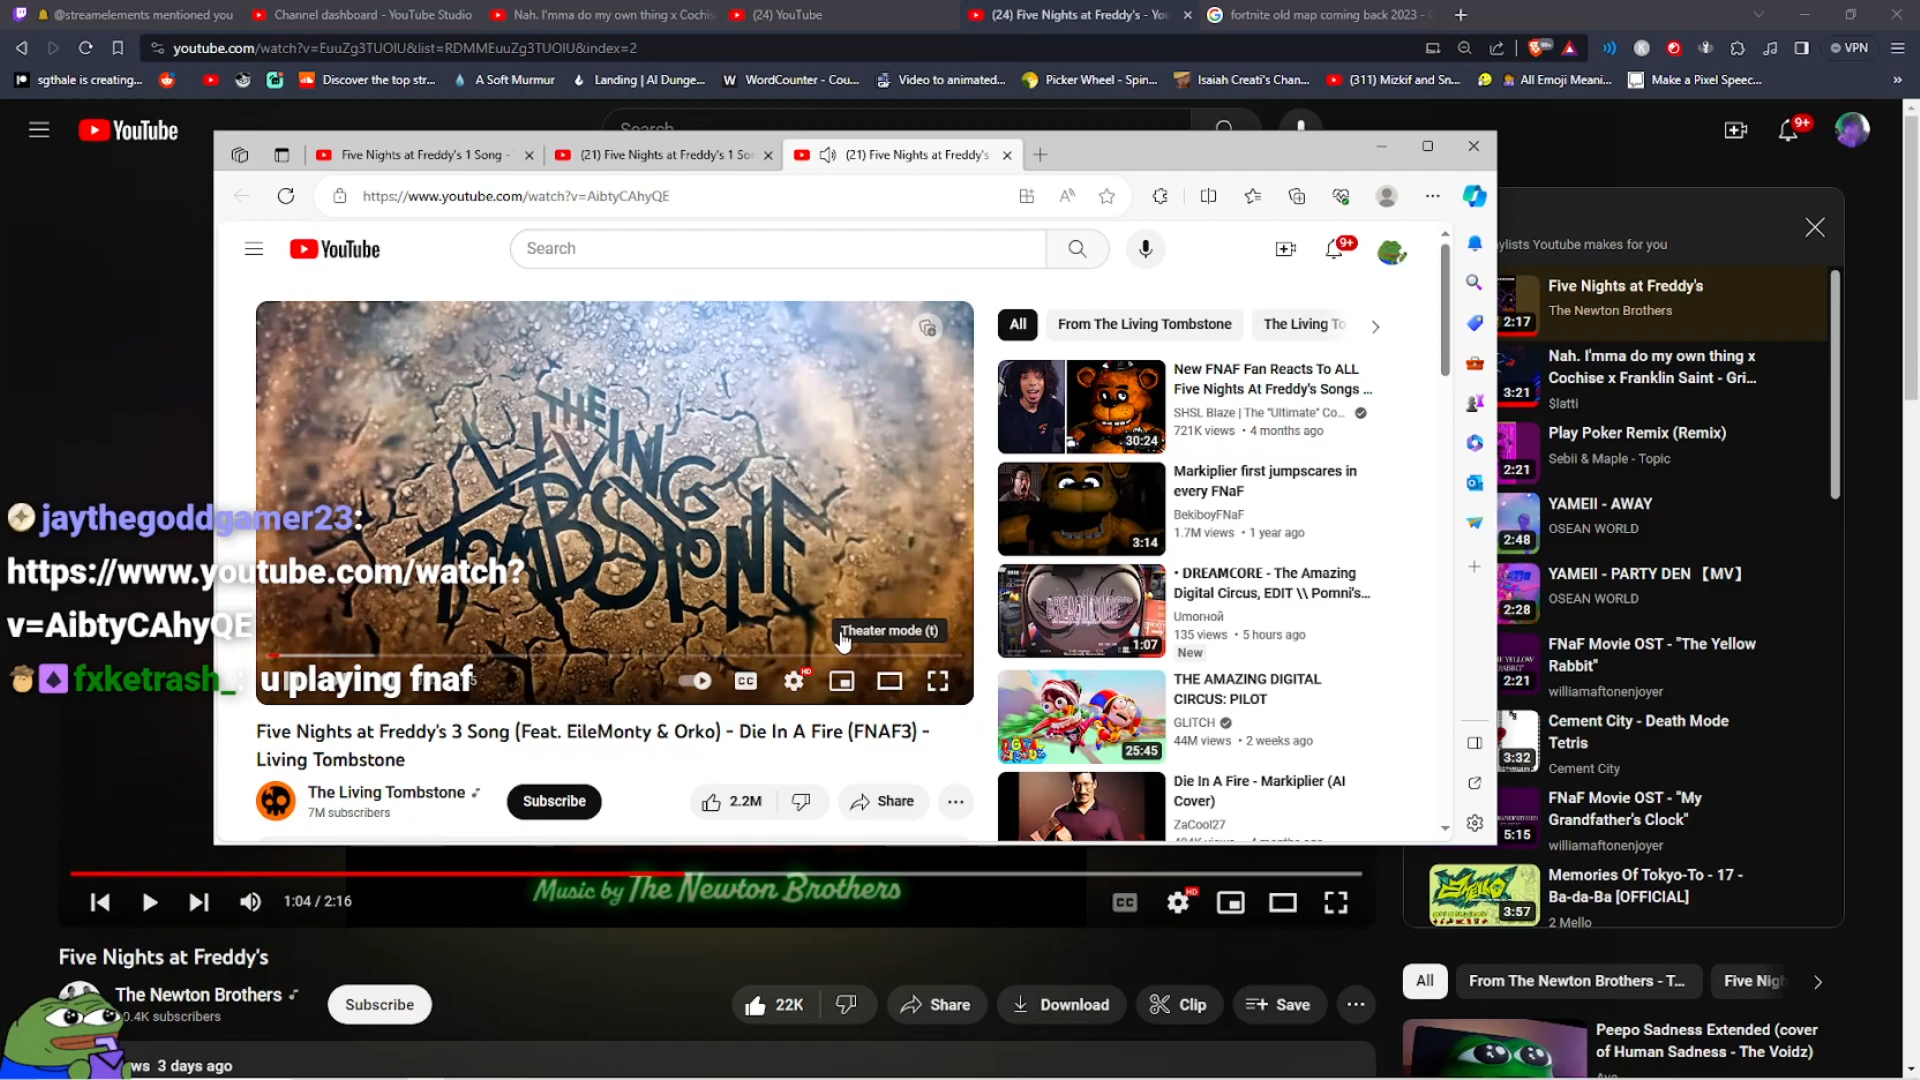 @streamelements mentioned you
Channel dashboard - YouTube Studio
Nah. I'mma do my own thing x Cochis
(24) YouTube
(24) Five Nights at Freddy's - You
fortnite old map coming back 2023 - G
youtube.com/watch?v=EuuZg3TUOIU&list=RDMMEuuZg3TUOIU&index=2
VPN
sgthale is creating...
Discover the top str...
A Soft Murmur
Landing | AI Dunge...
WordCounter - Cou...
Video to animated...
Picker Wheel - Spin...
Isaiah Creati's Chan...
(311) Mizkif and Sn...
All Emoji Meani...
Make a Pixel Speec...
YouTube
Search
9+
Five Nights at Freddy's 1 Song -
(21) Five Nights at Freddy's 1 Son
(21) Five Nights at Freddy's
https://www.youtube.com/watch?v=AibtyCAhyQE
YouTube
Search
9+
THE LIVING TOMBSTONE
Theater mode (t)
CC
HD
Five Nights at Freddy's 3 Song (Feat. EileMonty & Orko) - Die In A Fire (FNAF3) -
Living Tombstone
The Living Tombstone
7M subscribers
Subscribe
2.2M
Share
All
From The Living Tombstone
The Living To
New FNAF Fan Reacts To ALL
Five Nights At Freddy's Songs ...
SHSL Blaze | The "Ultimate" Co...
721K views • 4 months ago
30:24
Markiplier first jumpscares in
every FNaF
BekiboyFNaF
1.7M views • 1 year ago
3:14
• DREAMCORE - The Amazing
Digital Circus, EDIT \\ Pomni's...
Umorной
135 views • 5 hours ago
New
1:07
THE AMAZING DIGITAL
CIRCUS: PILOT
GLITCH
44M views • 2 weeks ago
25:45
Die In A Fire - Markiplier (AI
Cover)
ZaCool27
jaythegoddgamer23:
https://www.youtube.com/watch?
v=AibtyCAhyQE
fxketrash_: u playing fnaf
ylists Youtube makes for you
Five Nights at Freddy's
The Newton Brothers
2:17
Nah. I'mma do my own thing x
Cochise x Franklin Saint - Gri...
$latti
3:21
Play Poker Remix (Remix)
Sebii & Maple - Topic
2:21
YAMEII - AWAY
OSEAN WORLD
2:48
YAMEII - PARTY DEN 【MV】
OSEAN WORLD
2:28
FNaF Movie OST - "The Yellow
Rabbit"
williamaftonenjoyer
2:21
Cement City - Death Mode
Tetris
Cement City
3:32
FNaF Movie OST - "My
Grandfather's Clock"
williamaftonenjoyer
5:15
Memories Of Tokyo-To - 17 -
Ba-da-Ba [OFFICIAL]
2 Mello
3:57
Music by The Newton Brothers
1:04 / 2:16
CC
HD
Five Nights at Freddy's
The Newton Brothers
0.4K subscribers
Subscribe
22K
Share
Download
Clip
Save
ws 3 days ago
All
From The Newton Brothers - T...
Five Nigh
Peepo Sadness Extended (cover
of Human Sadness - The Voidz)